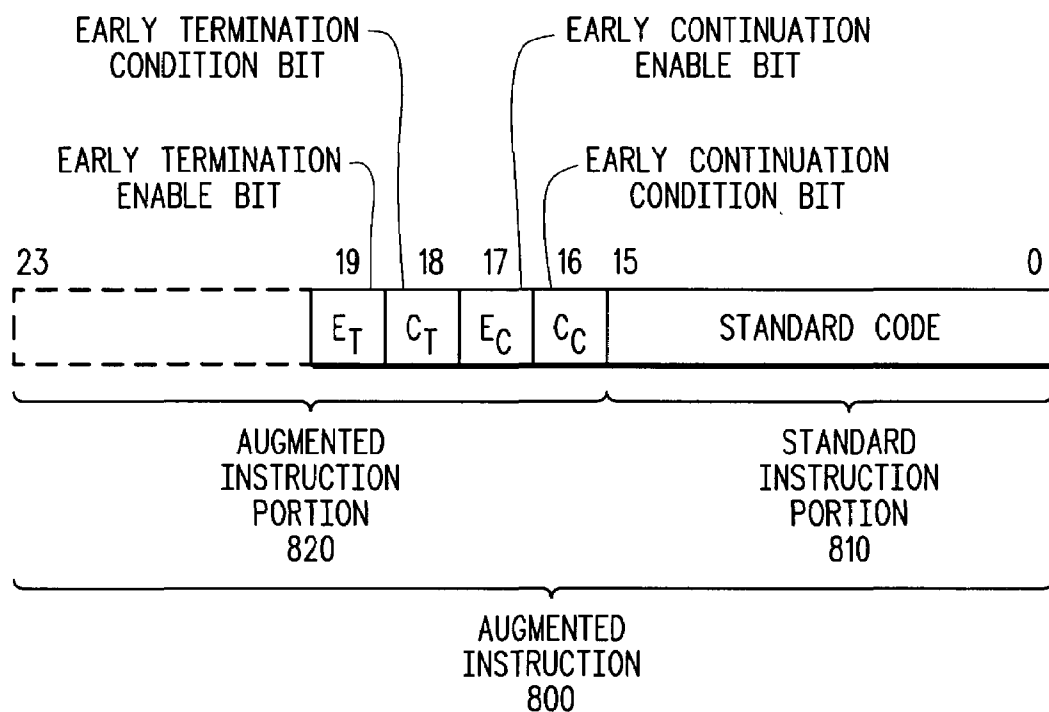 EARLY TERMINATION
CONDITION BIT
EARLY CONTINUATION
ENABLE BIT
EARLY TERMINATION
ENABLE BIT
EARLY CONTINUATION
CONDITION BIT
23 19 18 17 16 15 0
E_T C_T E_C C_C STANDARD CODE
AUGMENTED
INSTRUCTION
PORTION
820
STANDARD
INSTRUCTION
PORTION
810
AUGMENTED
INSTRUCTION
800